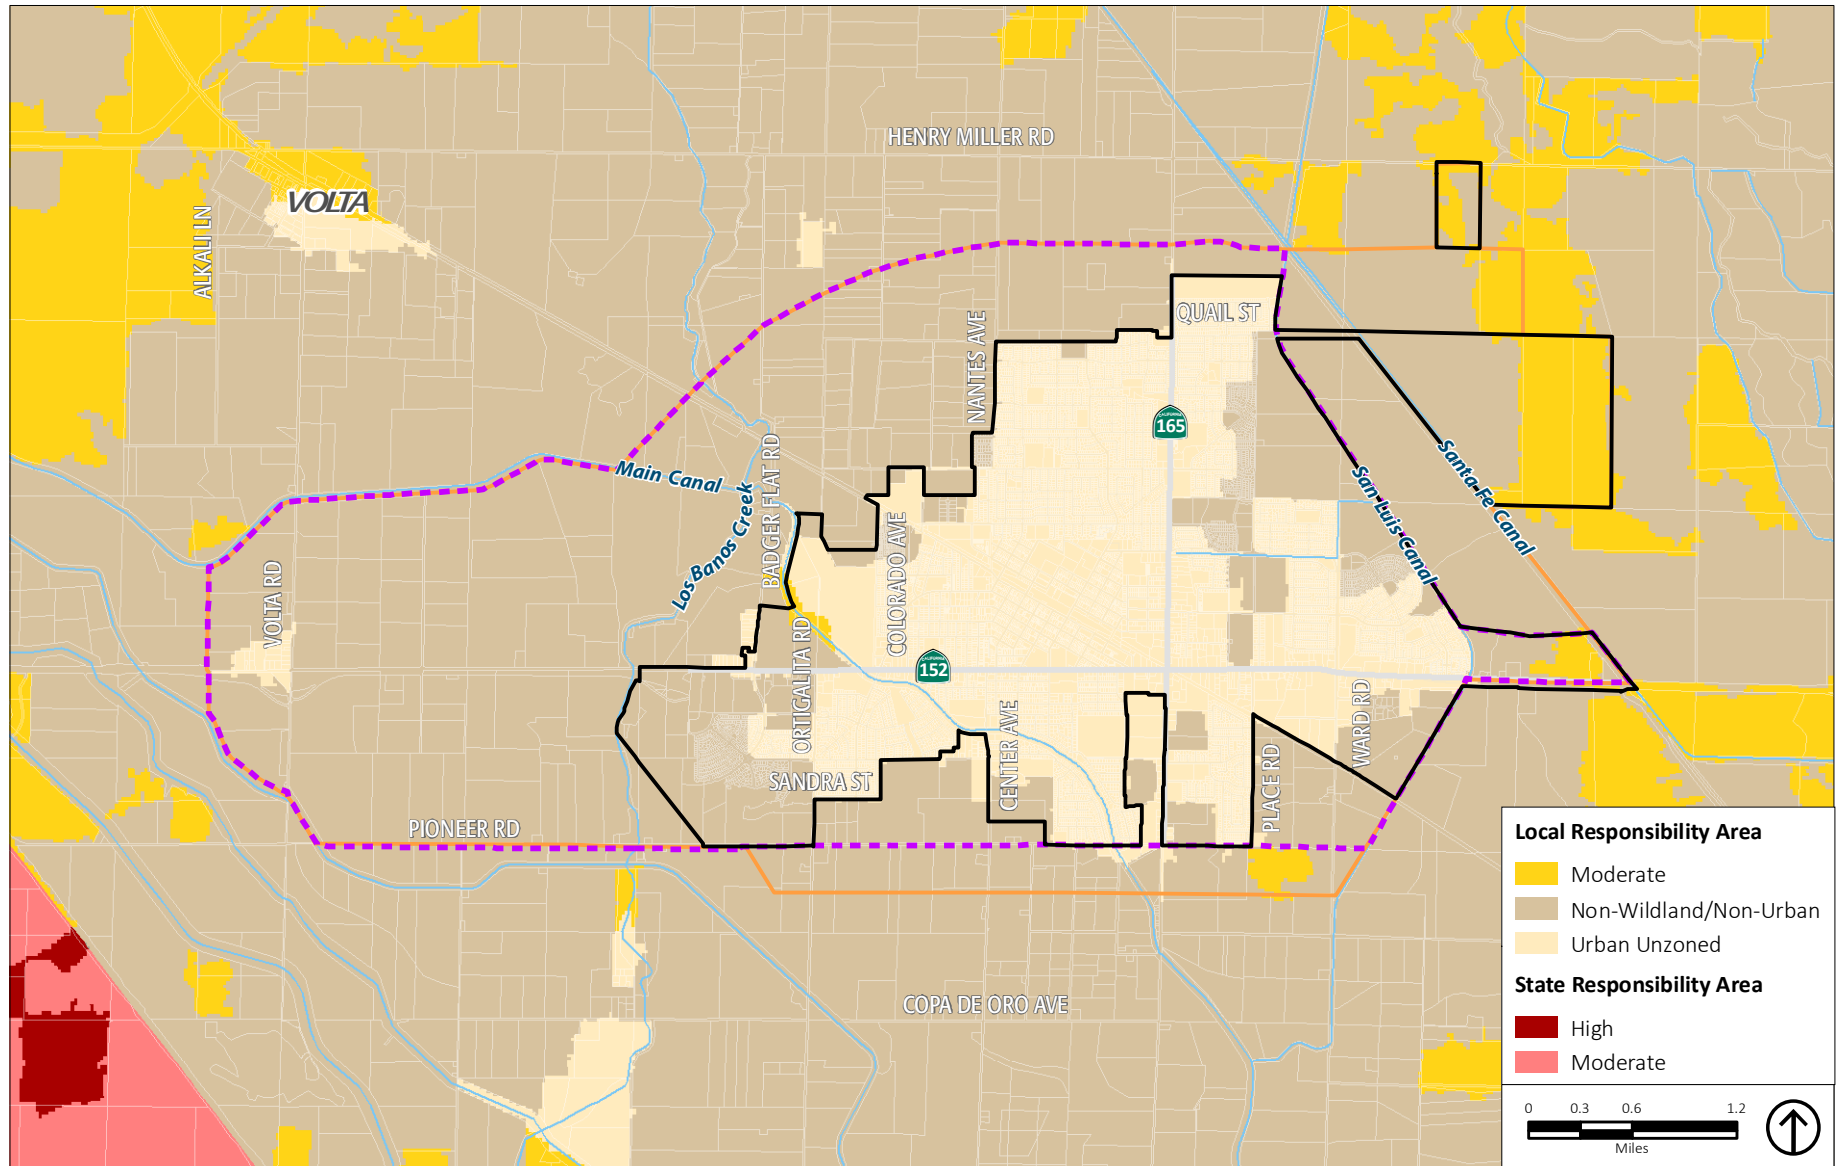 HENRY MILLER RD
VOLTA
ALKALI LN
QUAIL ST
NANTES AVE
CALIFORNIA
165
Main Canal
BADGER FLAT RD
Los Banos Creek
COLORADO AVE
San Luis Canal
Santa Fe Canal
VOLTA RD
ORTIGALITA RD
CALIFORNIA
152
CENTER AVE
WARD RD
PLACE RD
SANDRA ST
PIONEER RD
COPA DE ORO AVE
Local Responsibility Area
Moderate
Non-Wildland/Non-Urban
Urban Unzoned
State Responsibility Area
High
Moderate
0 0.3 0.6 1.2
Miles